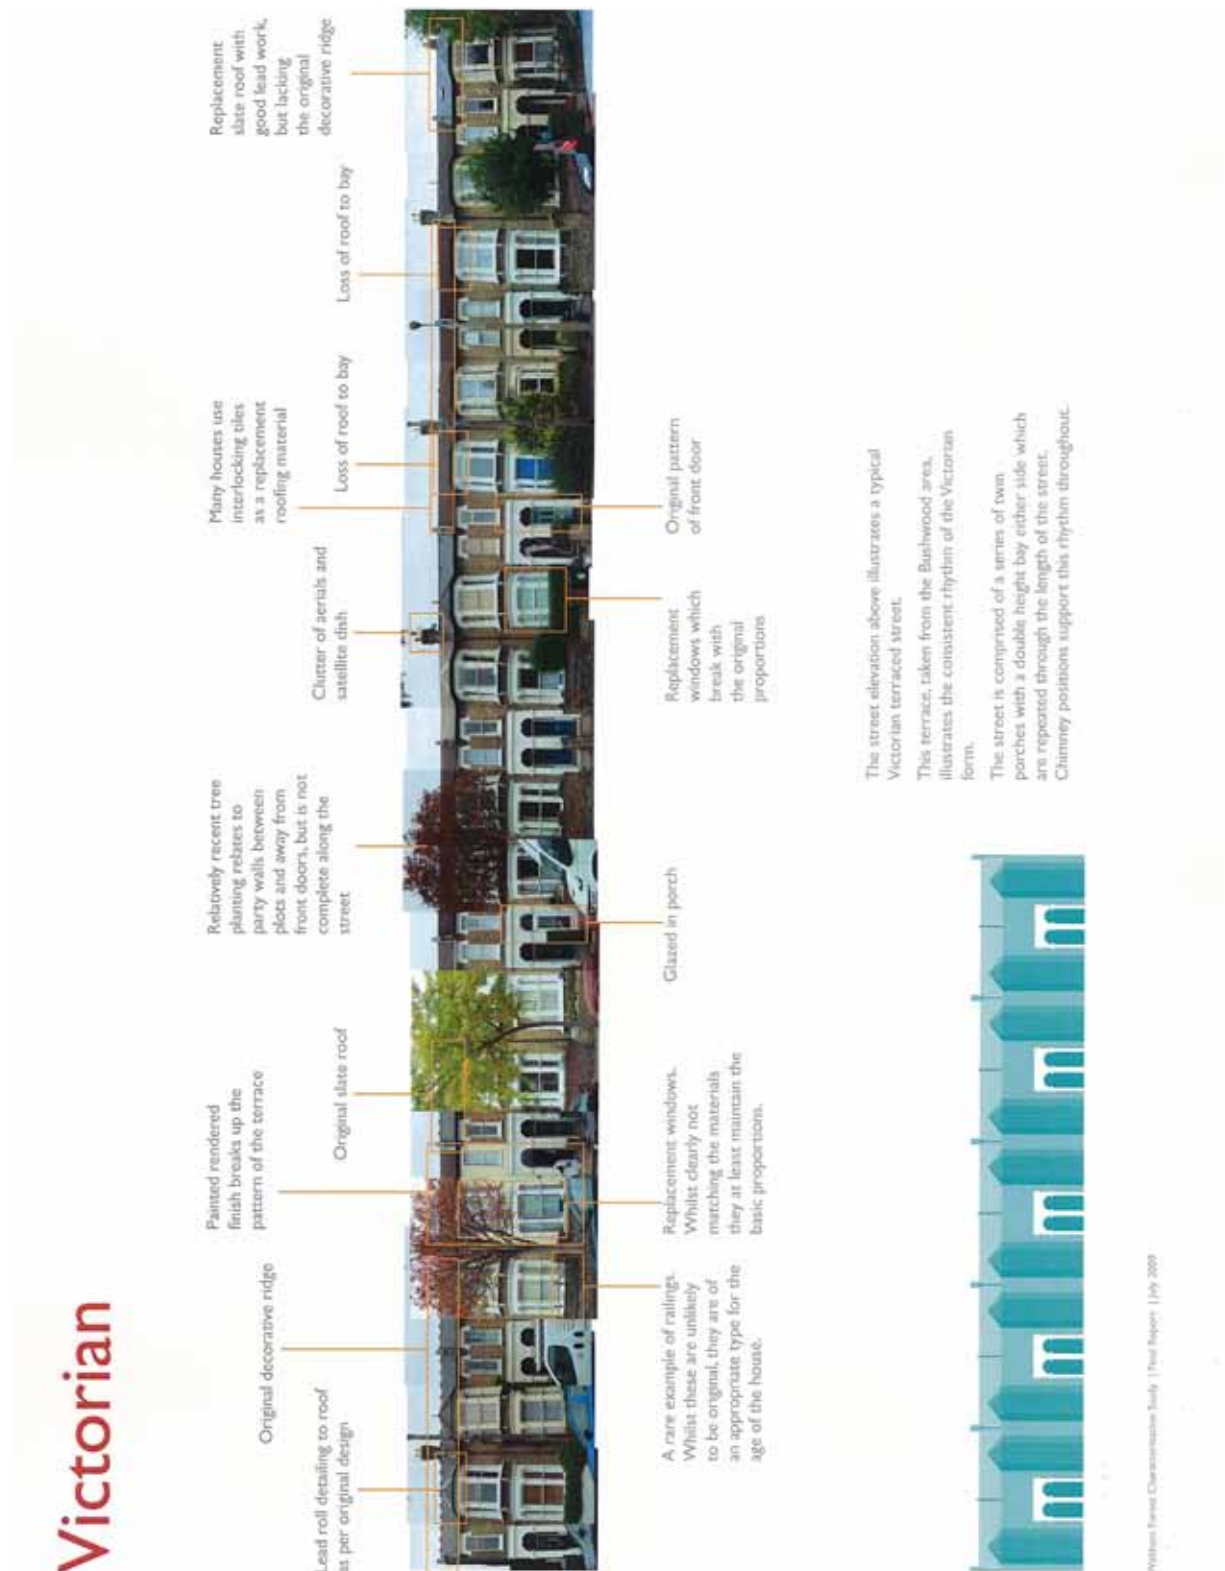 Victorian
Lead roll detailing to roof
as per original design
Original decorative ridge
Painted rendered
finish breaks up the
pattern of the terrace
Original slate roof
Relatively recent tree
planting relates to
party walls between
plots and away from
front doors, but is not
complete along the
street
Clutter of aerials and
satellite dish
Many houses use
interlocking tiles
as a replacement
roofing material
Loss of roof to bay
Loss of roof to bay
Replacement
slate roof with
good lead work,
but lacking
the original
decorative ridge
A rare example of railings.
Whilst these are unlikely
to be original, they are of
an appropriate type for the
age of the house.
Replacement windows.
Whilst clearly not
matching the materials
they at least maintain the
basic proportions.
Glazed in porch
Replacement
windows which
break with
the original
proportions
Original pattern
of front door
The street elevation above illustrates a typical
Victorian terraced street.
This terrace, taken from the Bushwood area,
illustrates the consistent rhythm of the Victorian
form.
The street is comprised of a series of twin
porches with a double height bay either side which
are repeated through the length of the street.
Chimney positions support this rhythm throughout.
Waltham Forest Characterisation Study | Final Report | July 2009